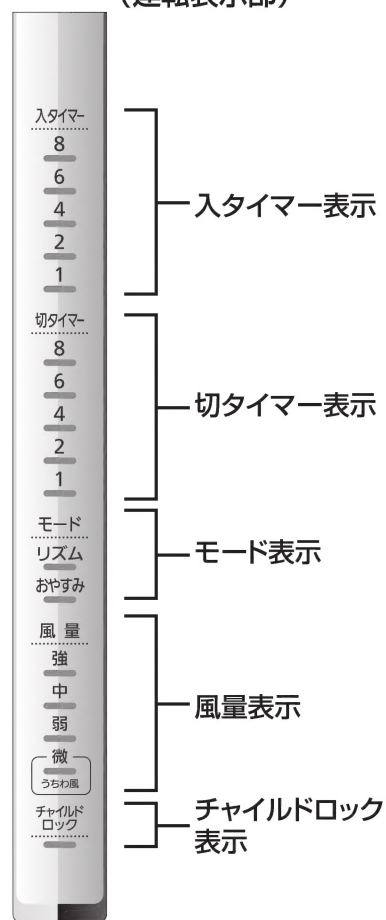 (運転表示部)
入タイマー
8
6
4
2
1
入タイマー表示
切タイマー
8
6
4
2
1
切タイマー表示
モード
リズム
おやすみ
モード表示
風量
強
中
弱
微
うちわ風
風量表示
チャイルド
ロック
チャイルドロック
表示